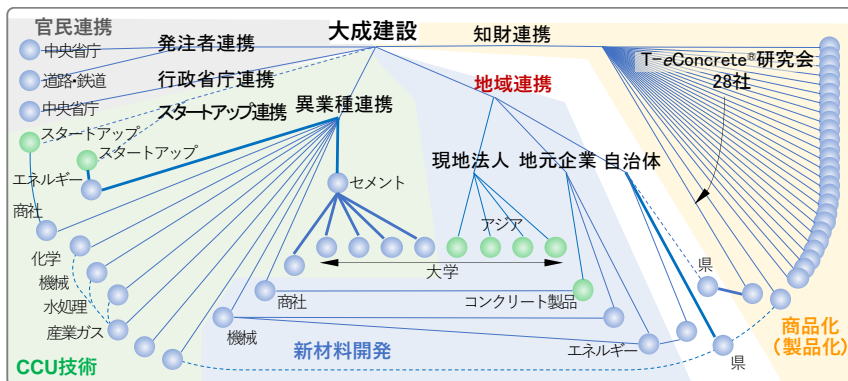 官民連携
大成建設
中央省庁
発注者連携
知財連携
道路・鉄道
行政省庁連携
T-eConcrete®研究会
28社
中央省庁
スタートアップ連携
異業種連携
地域連携
スタートアップ
スタートアップ
エネルギー
現地法人
地元企業
自治体
セメント
商社
アジア
化学
大学
機械
県
水処理
商社
コンクリート製品
産業ガス
機械
エネルギー
県
新材料開発
商品化
(製品化)
CCU技術